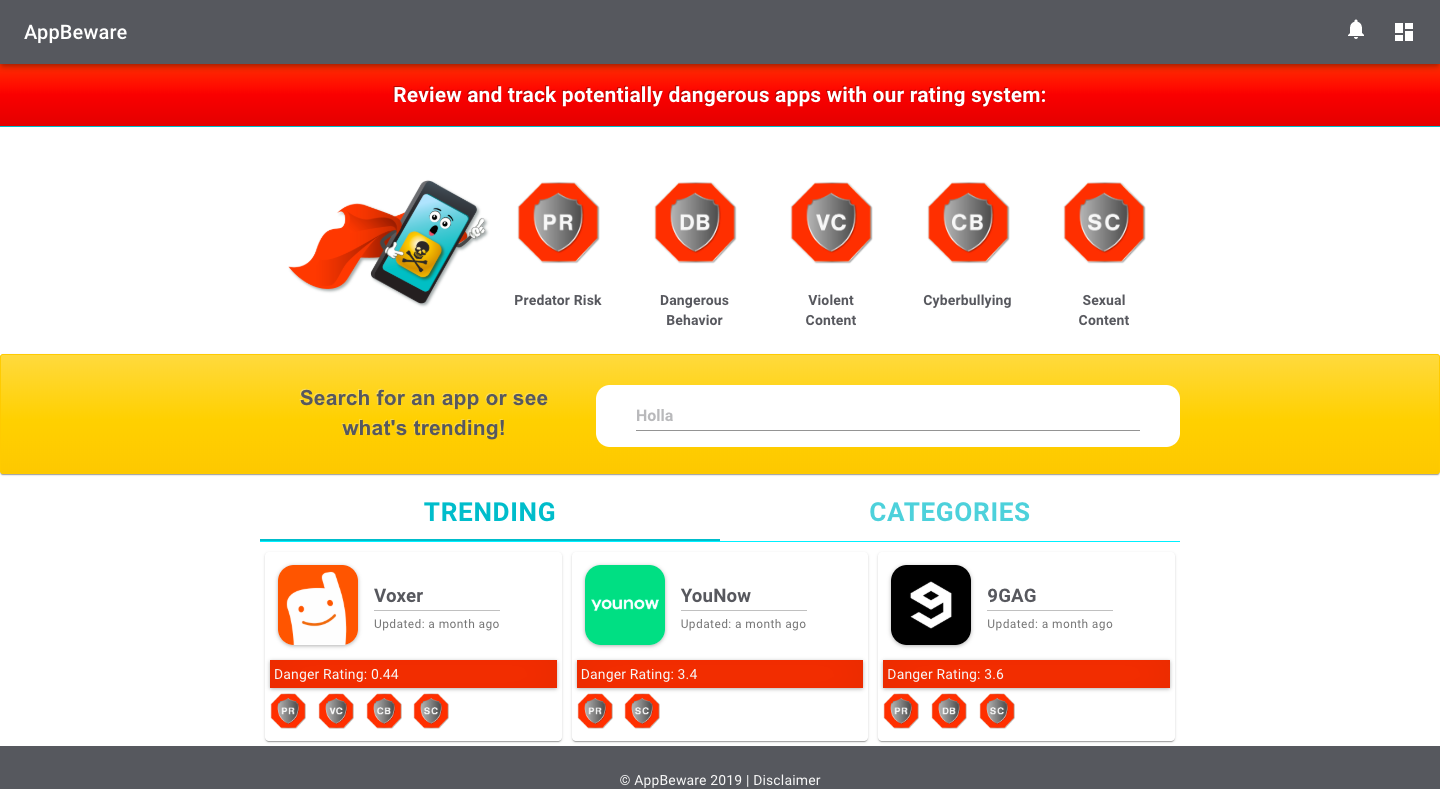 AppBeware
Review and track potentially dangerous apps with our rating system:
PR
DB
VC
CB
SC
Predator Risk
Dangerous
Behavior
Violent
Content
Cyberbullying
Sexual
Content
Search for an app or see
what's trending!
Holla
TRENDING
CATEGORIES
Voxer
Updated: a month ago
Danger Rating: 0.44
PR
VC
CB
SC
younow
YouNow
Updated: a month ago
Danger Rating: 3.4
PR
SC
9GAG
Updated: a month ago
Danger Rating: 3.6
PR
DB
SC
© AppBeware 2019 | Disclaimer